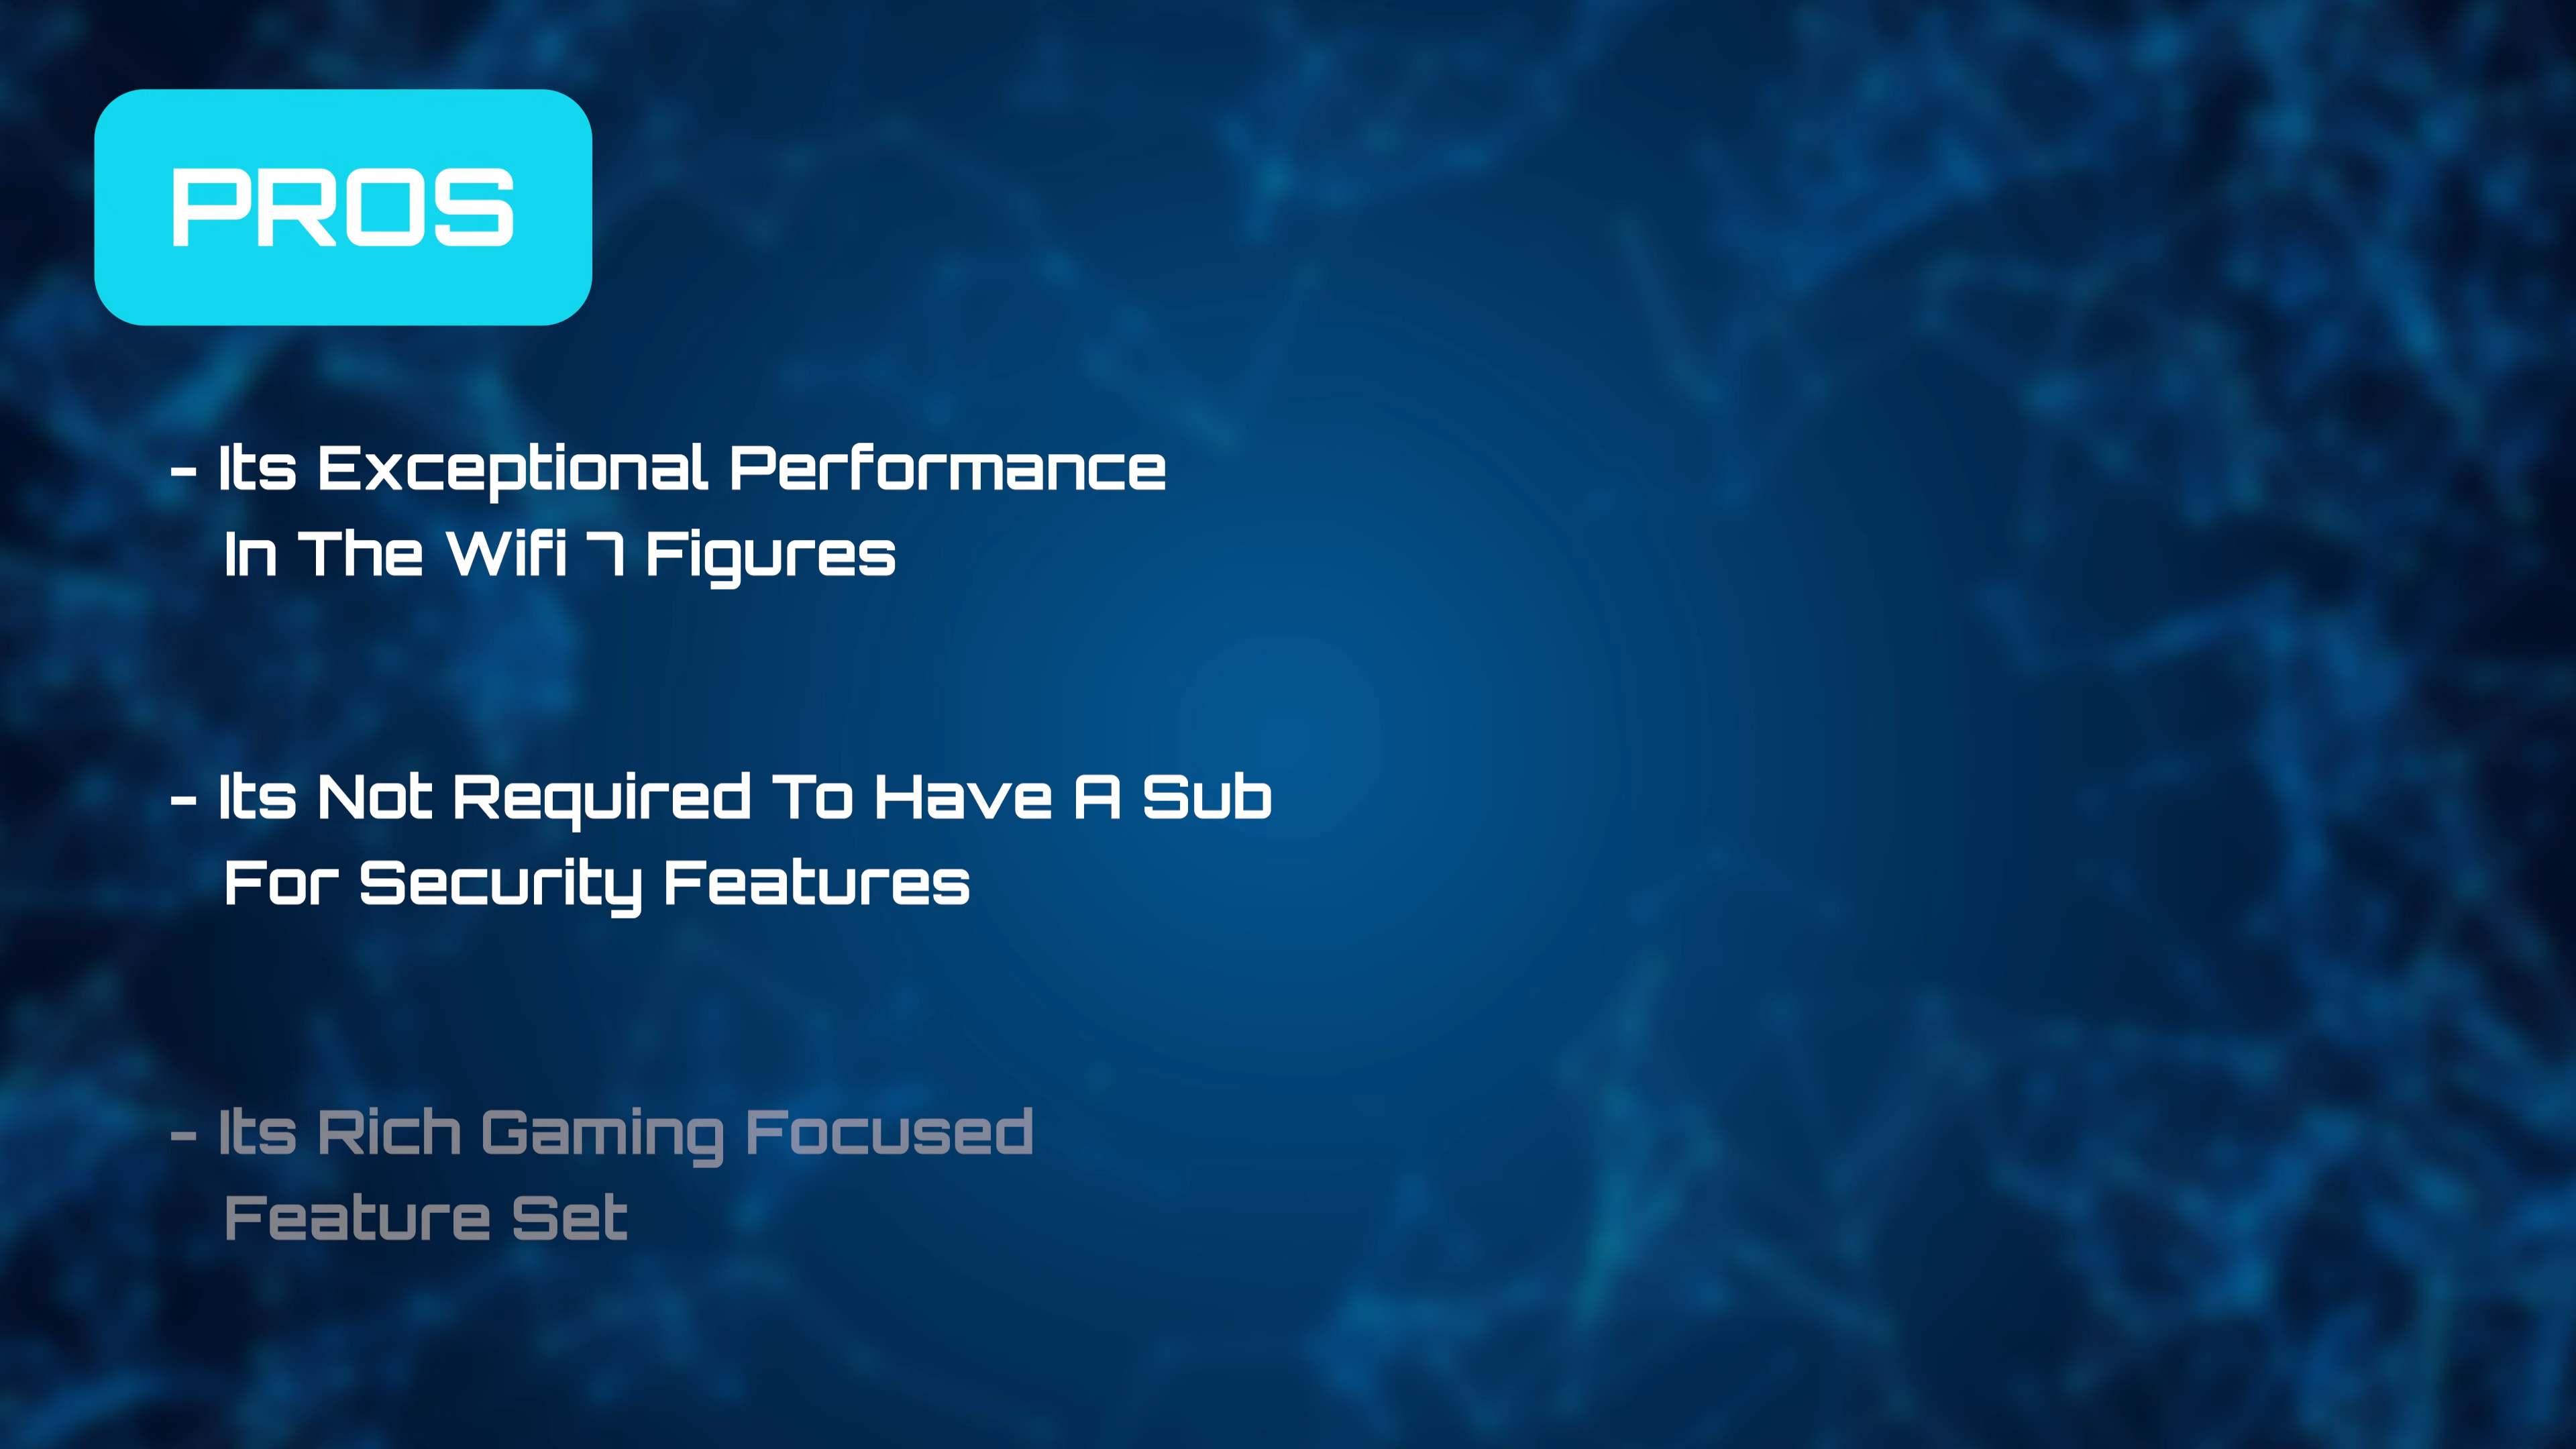 PROS
- Its Exceptional Performance
In The Wifi 7 Figures
- Its Not Required To Have A Sub
For Security Features
- Its Rich Gaming Focused
Feature Set